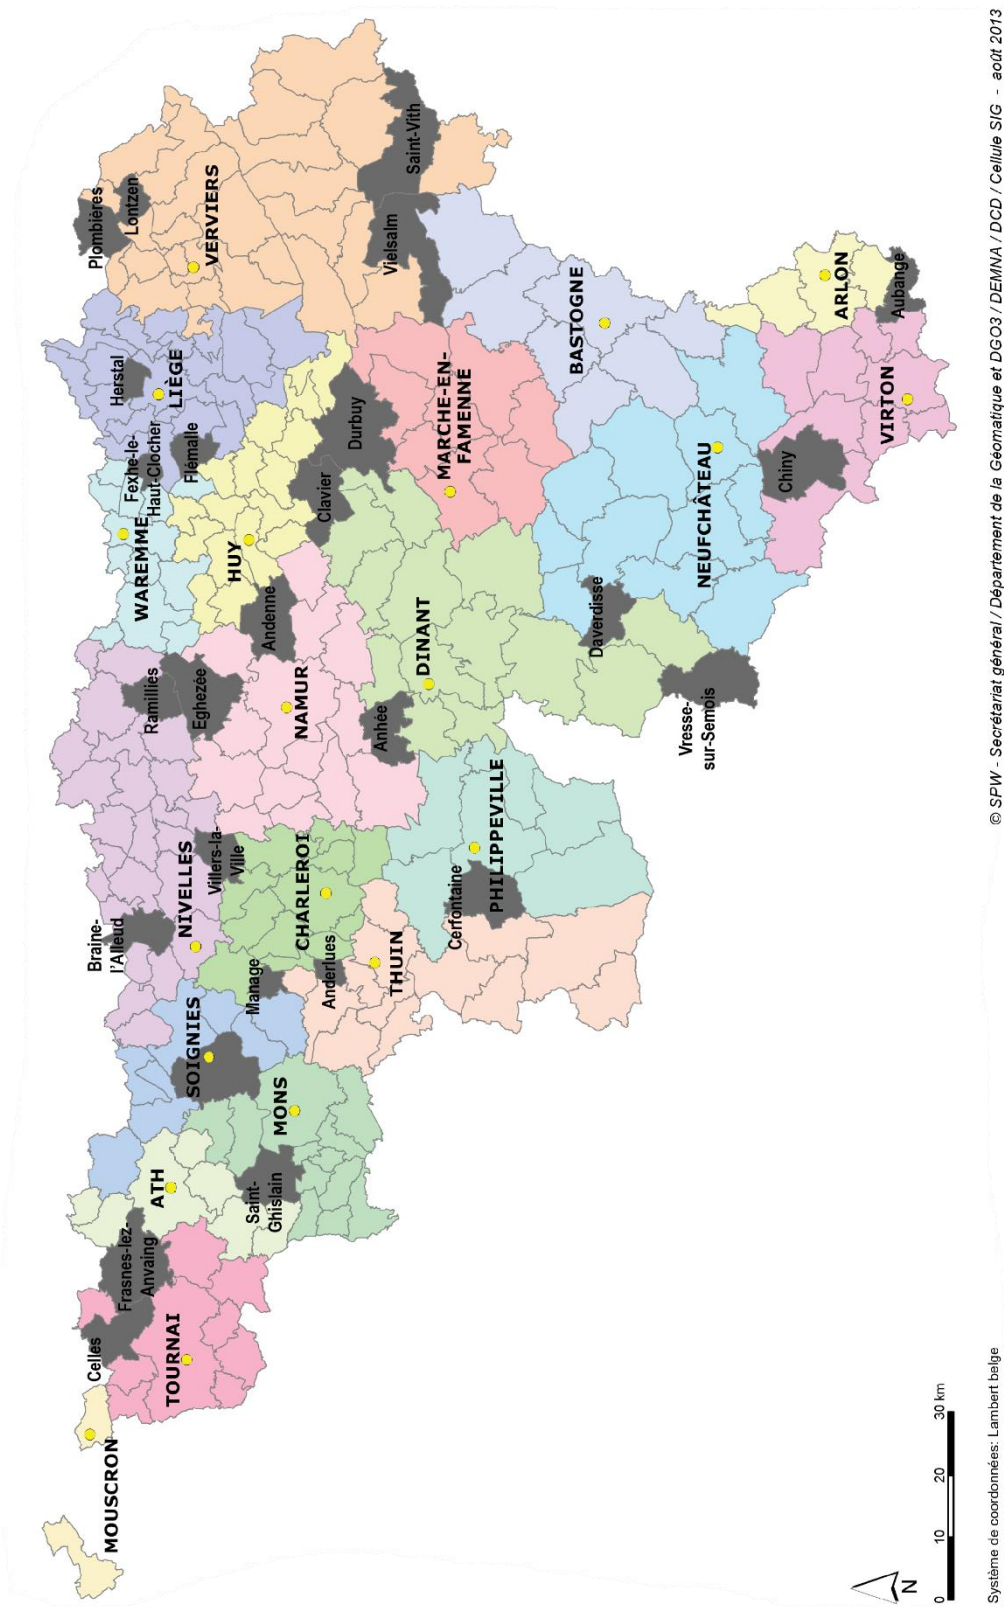 MOUSCRON
Celles
TOURNAI
Frasnes-lez-
Anvaing
ATH
Saint-
Ghislain
MONS
SOIGNIES
Braine-
l'Alleud
NIVELLES
Manage
Anderlues
THUIN
CHARLEROI
Villers-la-
Ville
Cerfontaine
PHILIPPEVILLE
Ramillies
Eghezée
NAMUR
Andenne
Anhée
DINANT
WAREMME
Fexhe-le-
Haut-Clocher
HUY
Flémalle
Herstal
LIÈGE
Clavier
Durbuy
MARCHE-EN-
FAMENNE
Plombières
Lontzen
VERVIERS
Vielsalm
Saint-Vith
BASTOGNE
Daverdisse
NEUFCHÂTEAU
Vresse-
sur-Semois
Chiny
ARLON
Aubange
VIRTON
N
0 10 20 30 km
Système de coordonnées: Lambert belge
© SPW - Secrétariat général / Département de la Géomatique et DGO3 / DEMNA / DCD / Cellule SIG - août 2013